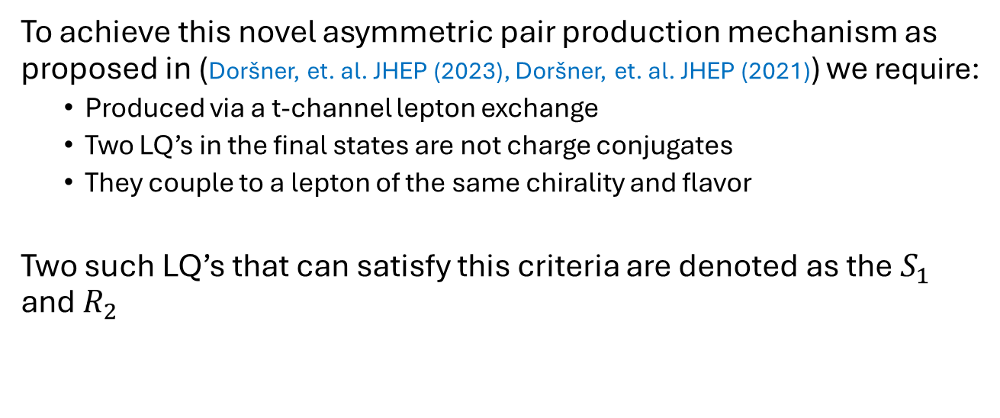 To achieve this novel asymmetric pair production mechanism as
proposed in (Doršner, et. al. JHEP (2023), Doršner, et. al. JHEP (2021)) we require:
• Produced via a t-channel lepton exchange
• Two LQ’s in the final states are not charge conjugates
• They couple to a lepton of the same chirality and flavor
Two such LQ’s that can satisfy this criteria are denoted as the 𝑆₁
and 𝑅₂